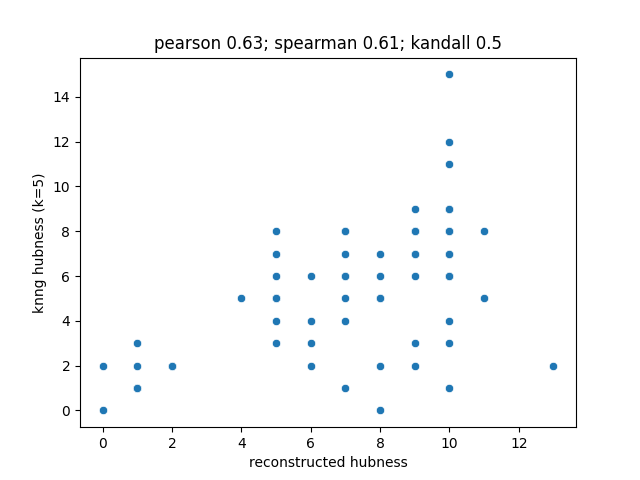 pearson 0.63; spearman 0.61; kandall 0.5
14
12
10
8
6
4
2
0
knng hubness (k=5)
0 2 4 6 8 10 12
reconstructed hubness